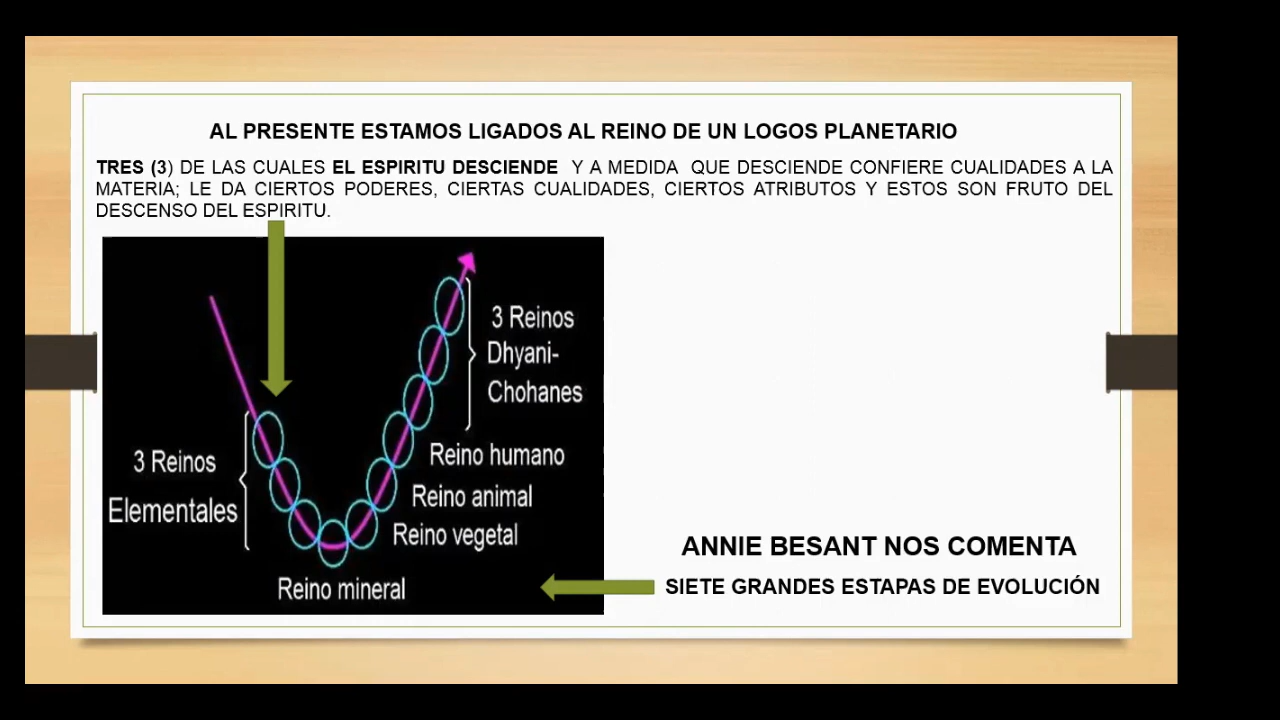 AL PRESENTE ESTAMOS LIGADOS AL REINO DE UN LOGOS PLANETARIO
TRES (3) DE LAS CUALES EL ESPIRITU DESCIENDE Y A MEDIDA QUE DESCIENDE CONFIERE CUALIDADES A LA
MATERIA; LE DA CIERTOS PODERES, CIERTAS CUALIDADES, CIERTOS ATRIBUTOS Y ESTOS SON FRUTO DEL
DESCENSO DEL ESPIRITU.
3 Reinos
Dhyani-
Chohanes
3 Reinos
Elementales
Reino humano
Reino animal
Reino vegetal
Reino mineral
ANNIE BESANT NOS COMENTA
SIETE GRANDES ESTAPAS DE EVOLUCIÓN